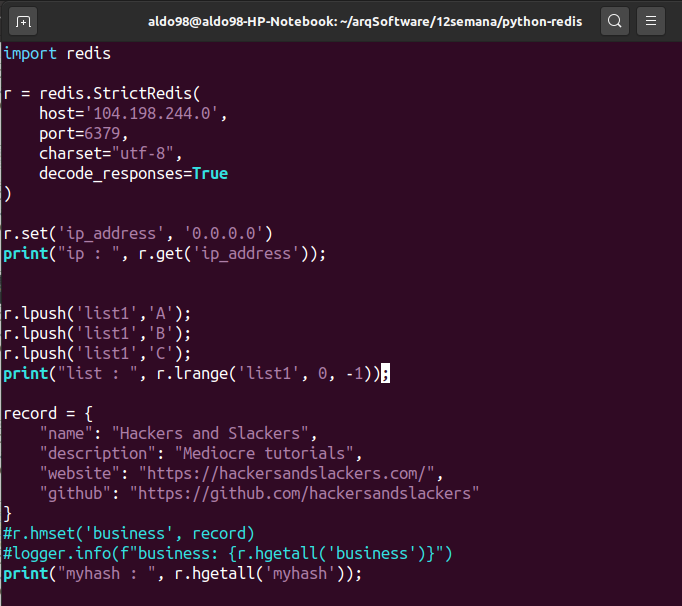 aldo98@aldo98-HP-Notebook: ~/arqSoftware/12semana/python-redis
import redis
r = redis.StrictRedis(
    host='104.198.244.0',
    port=6379,
    charset="utf-8",
    decode_responses=True
)
r.set('ip_address', '0.0.0.0')
print("ip : ", r.get('ip_address'));
r.lpush('list1','A');
r.lpush('list1','B');
r.lpush('list1','C');
print("list : ", r.lrange('list1', 0, -1));
record = {
    "name": "Hackers and Slackers",
    "description": "Mediocre tutorials",
    "website": "https://hackersandslackers.com/",
    "github": "https://github.com/hackersandslackers"
}
#r.hmset('business', record)
#logger.info(f"business: {r.hgetall('business')}")
print("myhash : ", r.hgetall('myhash'));